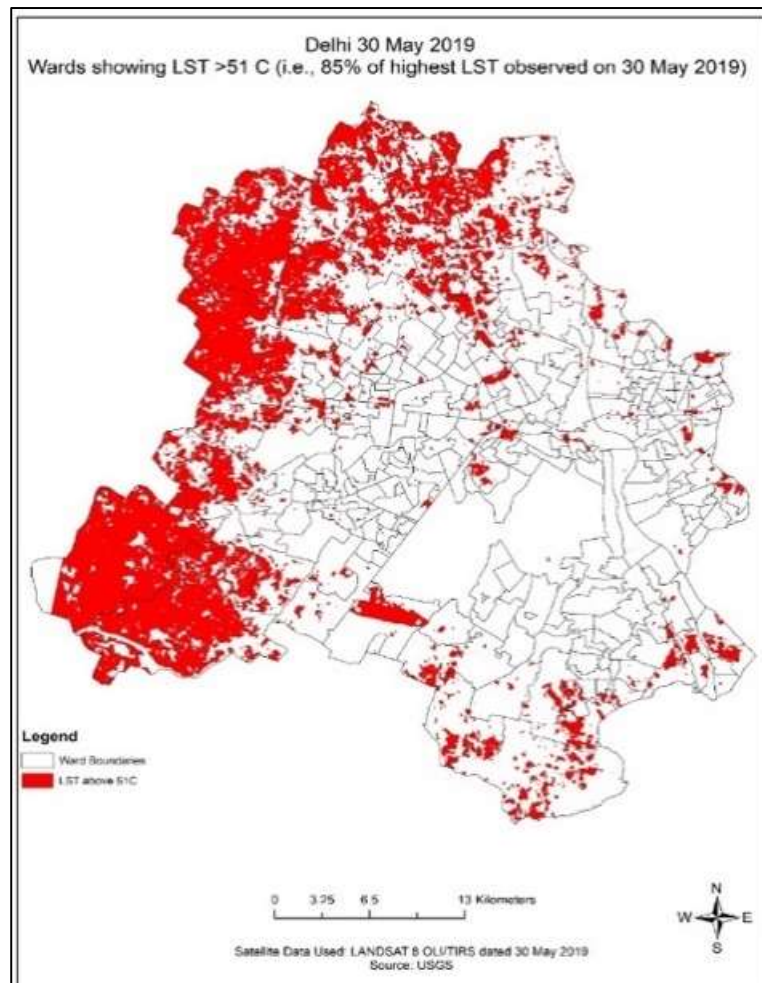 Delhi 30 May 2019
Wards showing LST >51 C (i.e., 85% of highest LST observed on 30 May 2019)
Legend
Ward Boundaries
LST above 51C
0 3.25 6.5 13 Kilometers
N
W E
S
Satellite Data Used: LANDSAT 8 OLI/TIRS dated 30 May 2019
Source: USGS